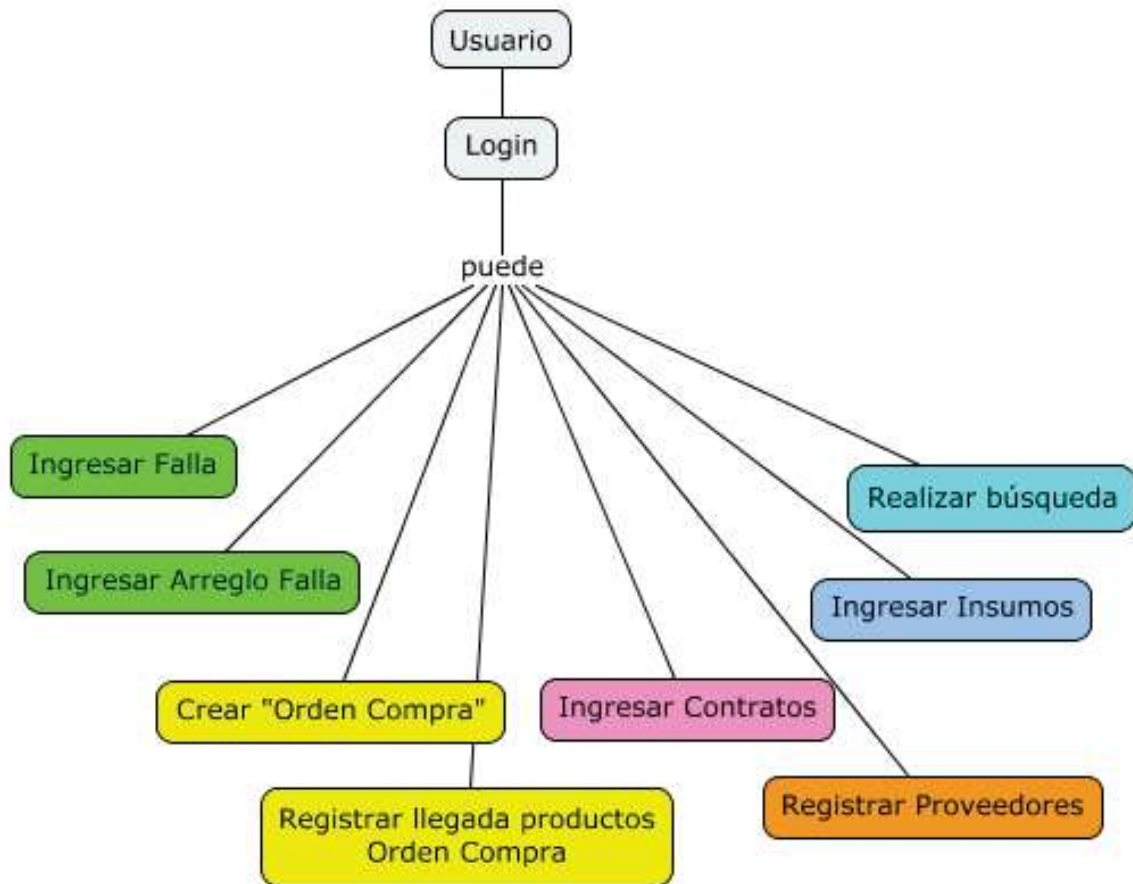 Usuario
Login
puede
Ingresar Falla
Realizar búsqueda
Ingresar Arreglo Falla
Ingresar Insumos
Crear "Orden Compra"
Ingresar Contratos
Registrar llegada productos
Orden Compra
Registrar Proveedores